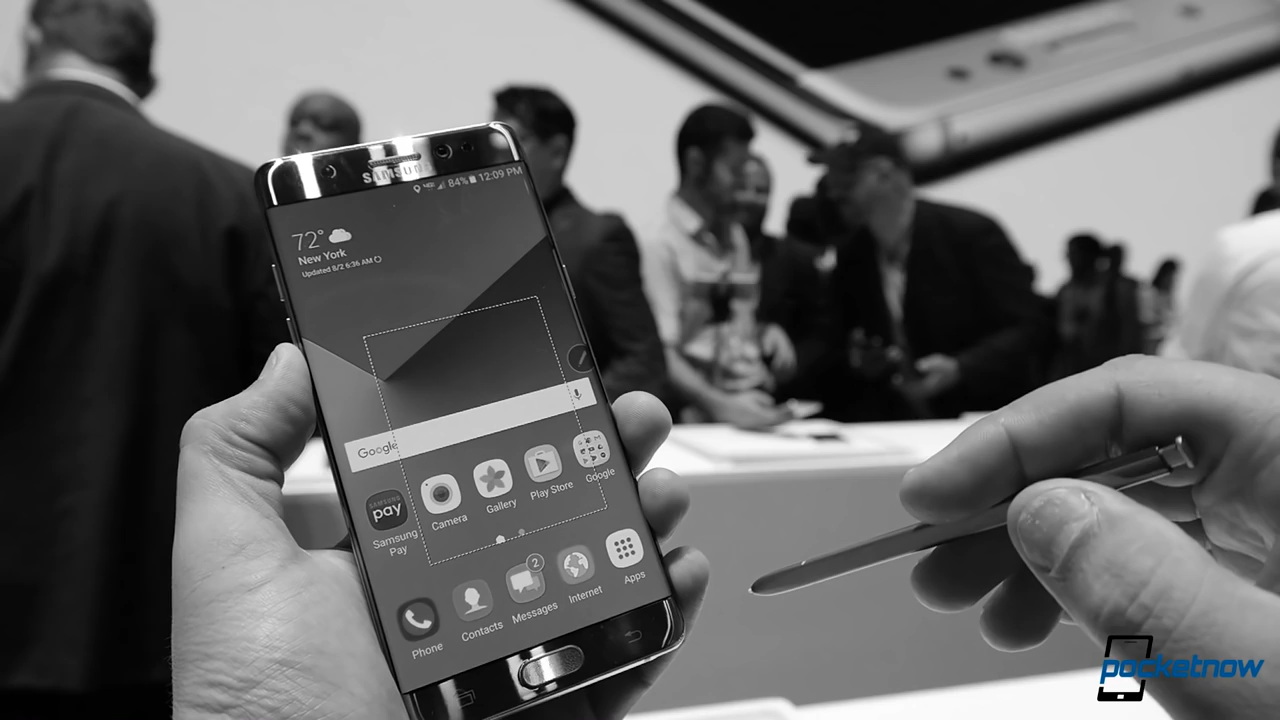 SAMSUNG
84% 12:09 PM
72°
New York
Updated 8/2 6:36 AM
Google
SAMSUNG
pay
Samsung
Pay
Camera
Gallery
Play Store
Google
Phone
Contacts
2
Messages
Internet
Apps
pocketnow